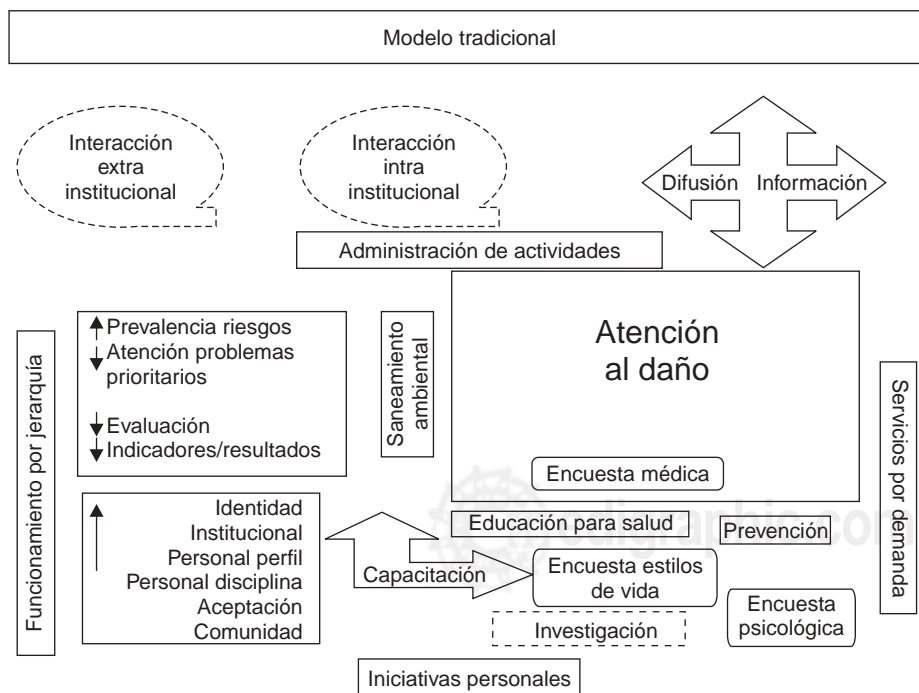 Modelo tradicional
Interacción
extra
institucional
Interacción
intra
institucional
Difusión Información
Administración de actividades
Funcionamiento por jerarquía
Prevalencia riesgos
Atención problemas
prioritarios
Evaluación
Indicadores/resultados
Saneamiento
ambiental
Atención
al daño
Encuesta médica
Servicios por demanda
Identidad
Institucional
Personal perfil
Personal disciplina
Aceptación
Comunidad
Capacitación
Educación para salud
Prevención
edigraphic.com
Encuesta estilos
de vida
Encuesta
psicológica
Investigación
Iniciativas personales